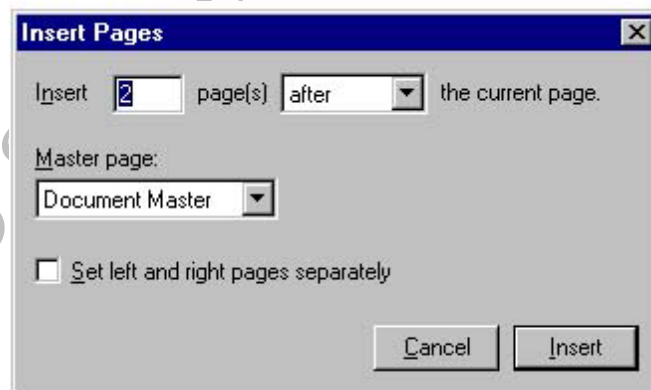 Insert Pages
Insert 2 page(s) after the current page.
Master page:
Document Master
Set left and right pages separately
Cancel Insert